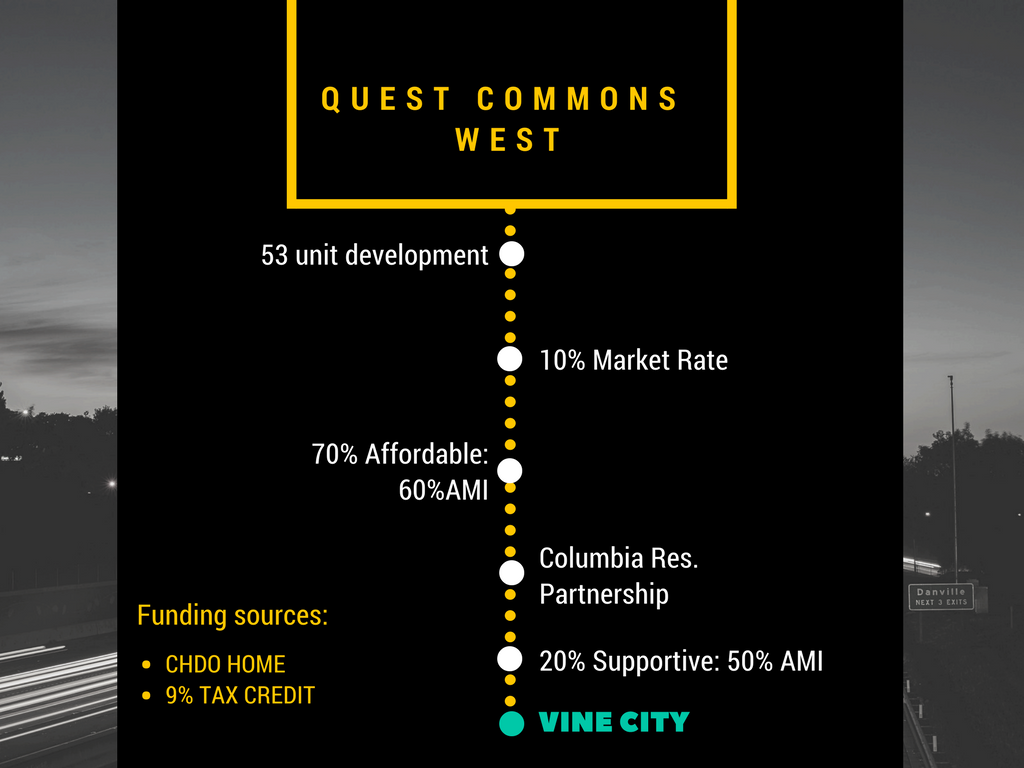 QUEST COMMONS
WEST
53 unit development
10% Market Rate
70% Affordable:
60%AMI
Columbia Res.
Partnership
Funding sources:
20% Supportive: 50% AMI
• CHDO HOME
• 9% TAX CREDIT
VINE CITY
Danville
NEXT 3 EXITS